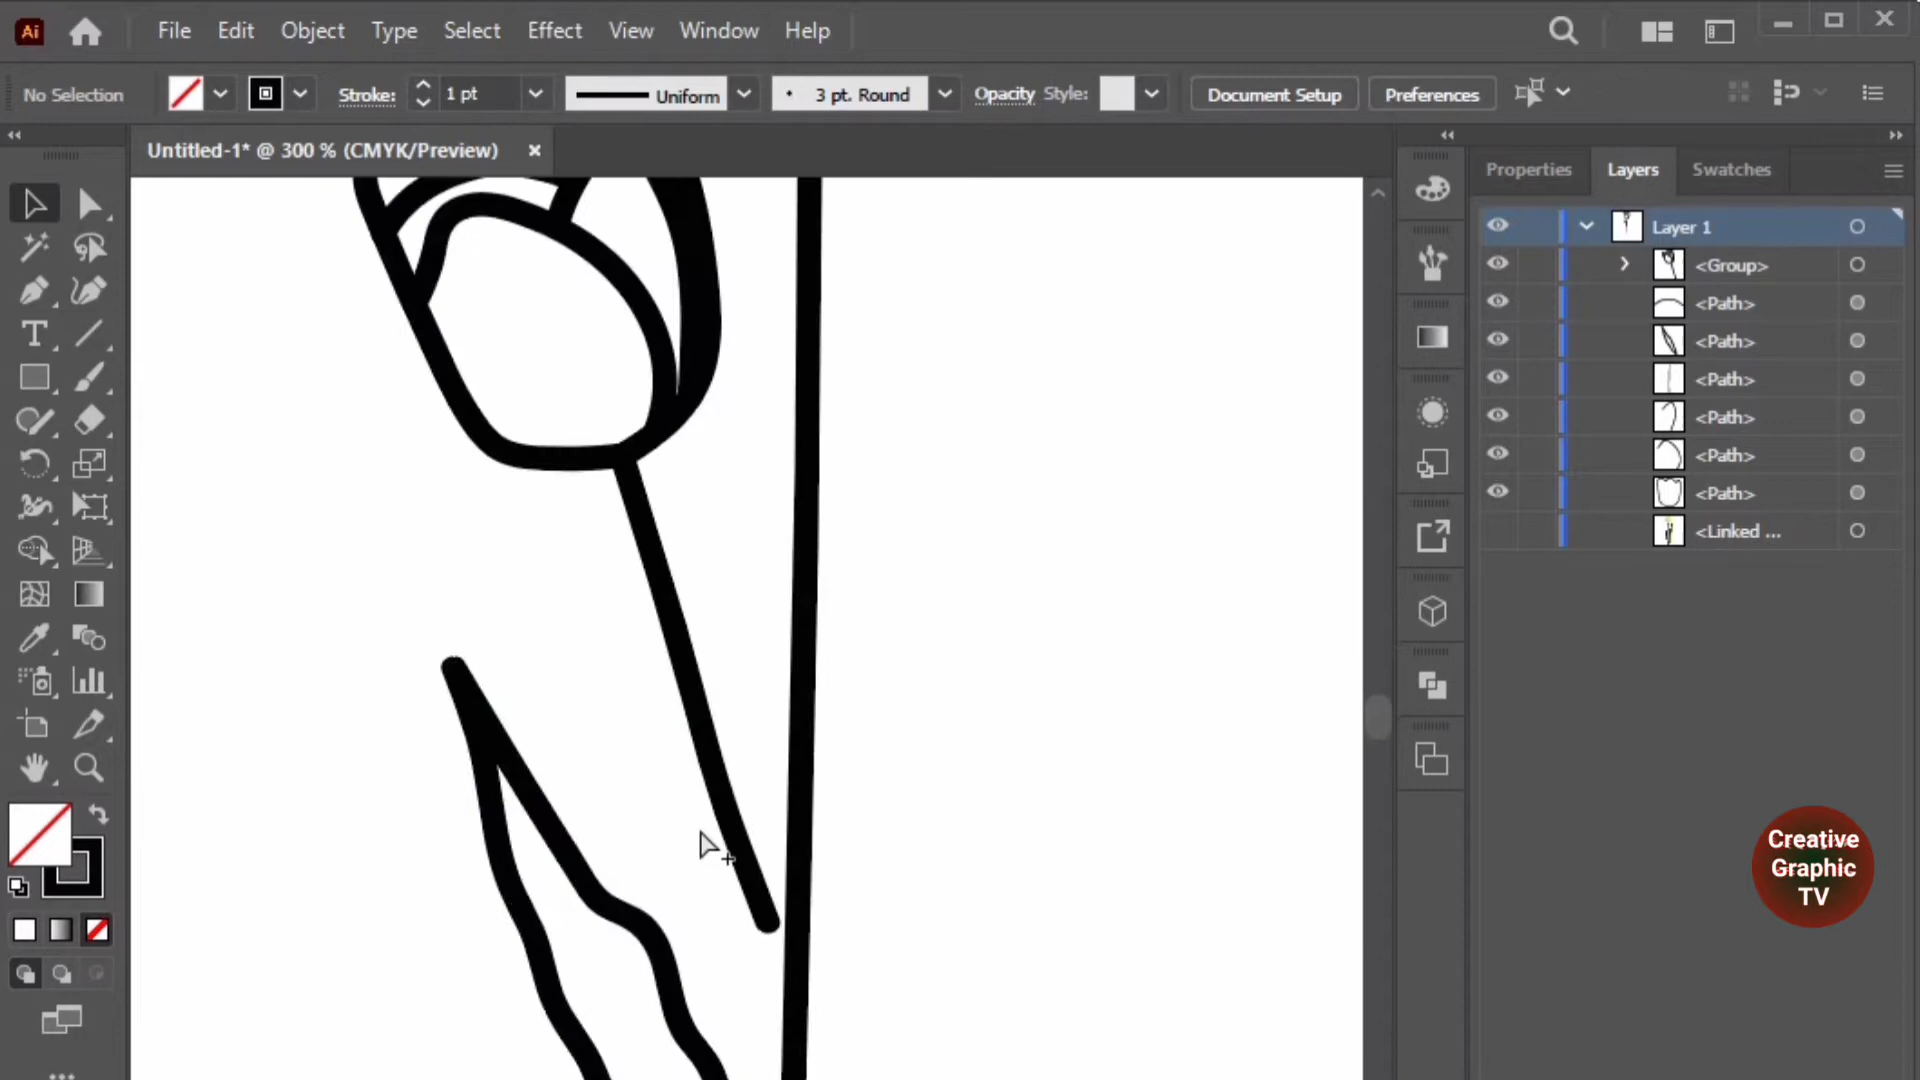 Ai File Edit Object Type Select Effect View Window Help
No Selection Stroke: 1 pt Uniform 3 pt. Round Opacity Style: Document Setup Preferences
Untitled-1* @ 300 % (CMYK/Preview)
Properties Layers Swatches
Layer 1
<Group>
<Path>
<Path>
<Path>
<Path>
<Path>
<Path>
<Linked ...
Creative
Graphic
TV